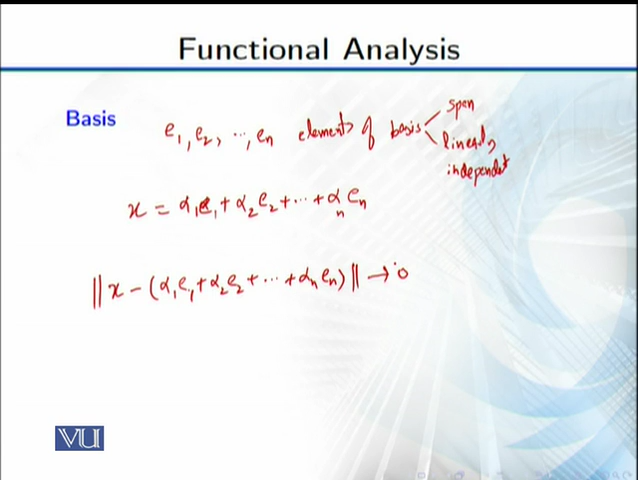 Functional Analysis
Basis
e₁, e₂, ..., eₙ elements of basis
span
linearly
independent
x = α₁e₁ + α₂e₂ + ... + αₙeₙ
||x - (α₁e₁ + α₂e₂ + ... + αₙeₙ)|| → 0
VU